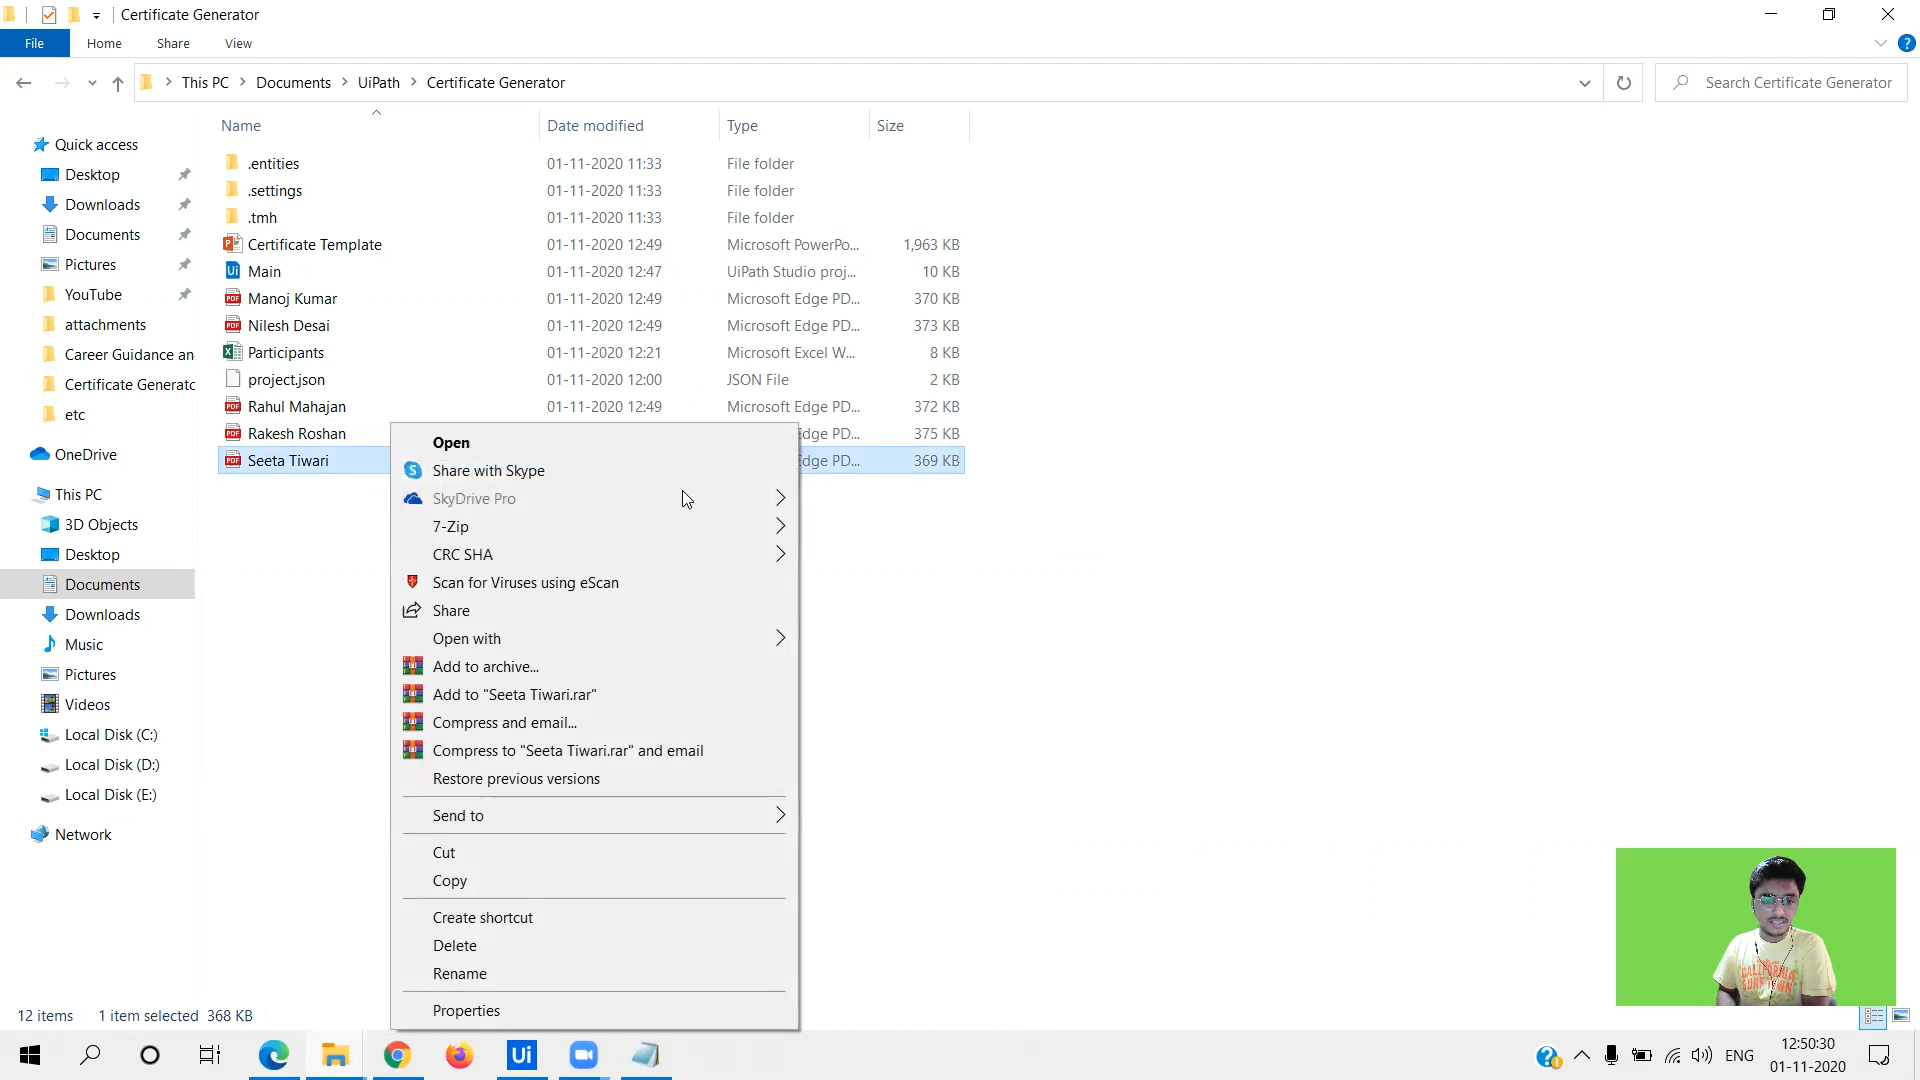 Certificate Generator
File Home Share View
This PC Documents UiPath Certificate Generator
Search Certificate Generator
Name Date modified Type Size
Quick access
Desktop
Downloads
Documents
Pictures
YouTube
attachments
Career Guidance an
Certificate Generatc
etc
OneDrive
This PC
3D Objects
Desktop
Documents
Downloads
Music
Pictures
Videos
Local Disk (C:)
Local Disk (D:)
Local Disk (E:)
Network
.entities 01-11-2020 11:33 File folder
.settings 01-11-2020 11:33 File folder
.tmh 01-11-2020 11:33 File folder
Certificate Template 01-11-2020 12:49 Microsoft PowerPo... 1,963 KB
Main 01-11-2020 12:47 UiPath Studio proj... 10 KB
Manoj Kumar 01-11-2020 12:49 Microsoft Edge PD... 370 KB
Nilesh Desai 01-11-2020 12:49 Microsoft Edge PD... 373 KB
Participants 01-11-2020 12:21 Microsoft Excel W... 8 KB
project.json 01-11-2020 12:00 JSON File 2 KB
Rahul Mahajan 01-11-2020 12:49 Microsoft Edge PD... 372 KB
Rakesh Roshan dge PD... 375 KB
Seeta Tiwari dge PD... 369 KB
Open
Share with Skype
SkyDrive Pro
7-Zip
CRC SHA
Scan for Viruses using eScan
Share
Open with
Add to archive...
Add to "Seeta Tiwari.rar"
Compress and email...
Compress to "Seeta Tiwari.rar" and email
Restore previous versions
Send to
Cut
Copy
Create shortcut
Delete
Rename
Properties
CALIFORNIA
SURF TOWN
12 items 1 item selected 368 KB
Ui
ENG
12:50:30
01-11-2020